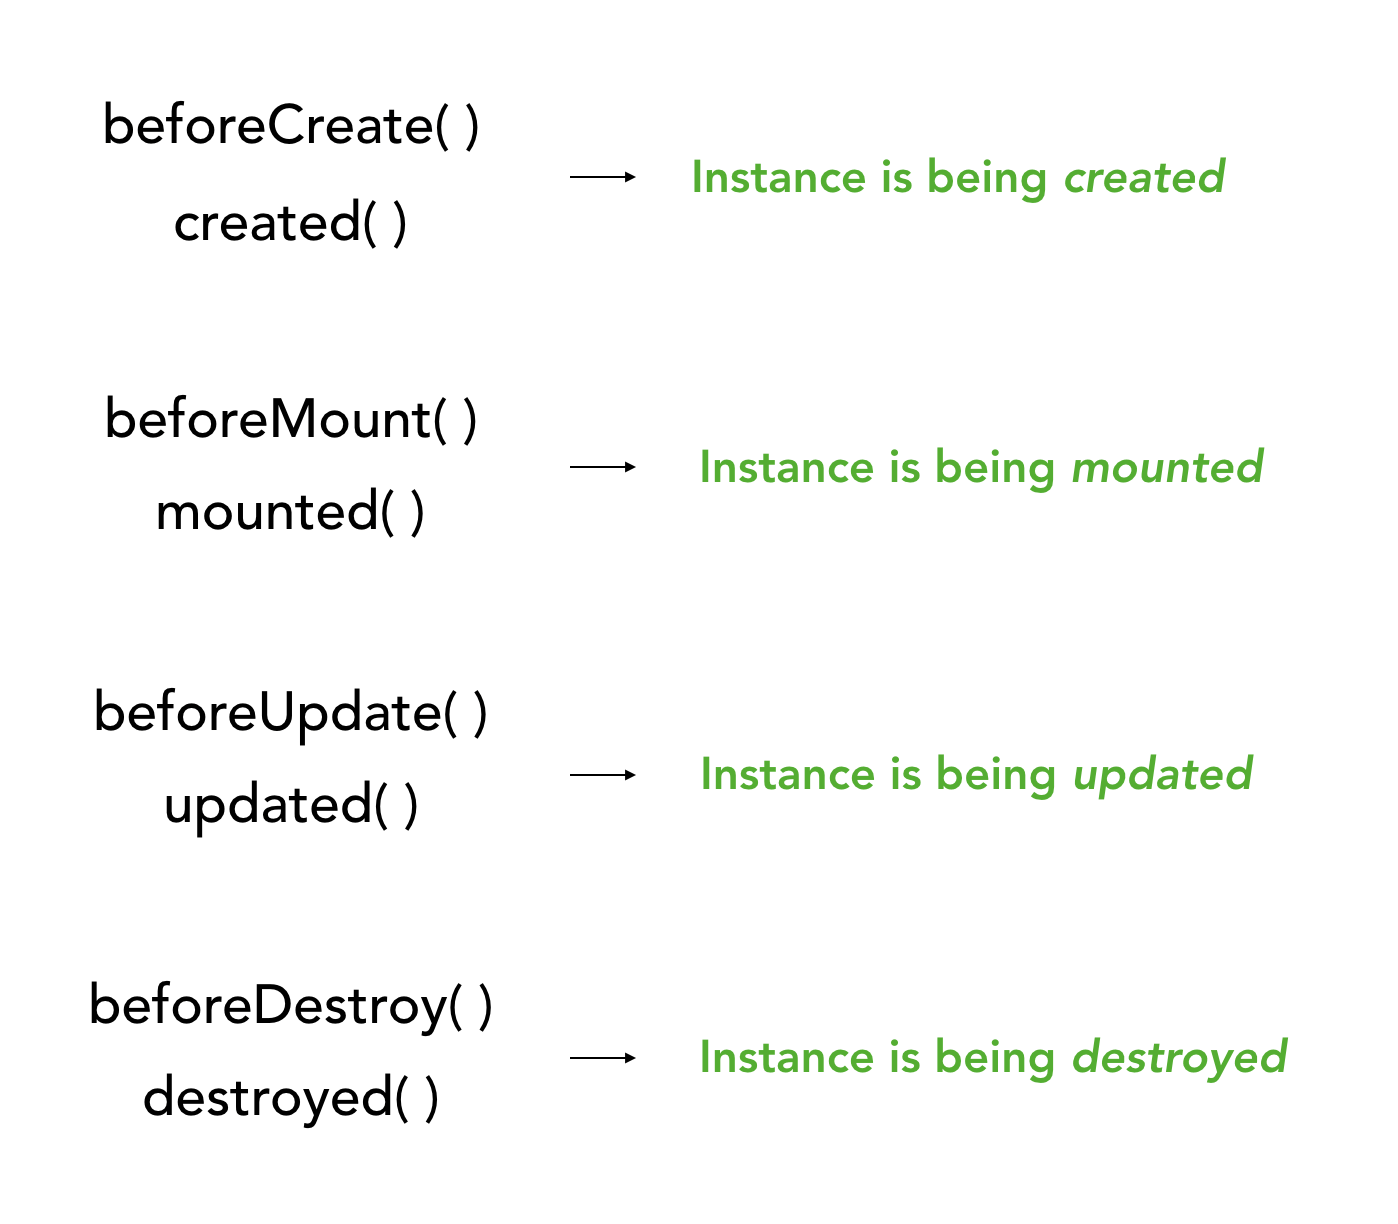 beforeCreate( )
created( )
Instance is being created
beforeMount( )
mounted( )
Instance is being mounted
beforeUpdate( )
updated( )
Instance is being updated
beforeDestroy( )
destroyed( )
Instance is being destroyed